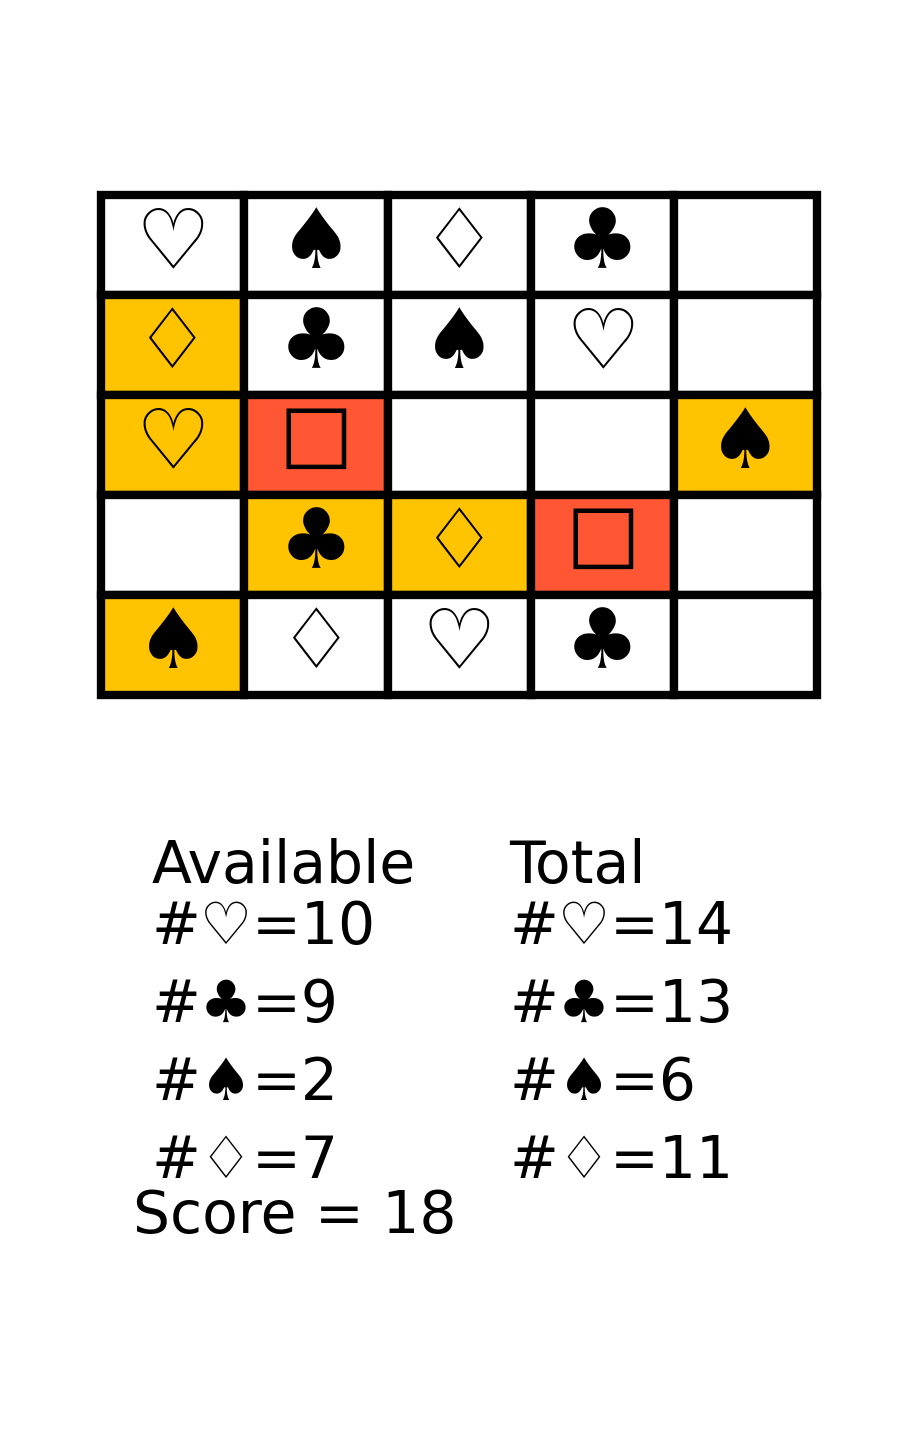 ♡ ♠ ♢ ♣
♢ ♣ ♠ ♡
♡ □ ♠
♣ ♢ □
♠ ♢ ♡ ♣
Available Total
#♡=10 #♡=14
#♣=9 #♣=13
#♠=2 #♠=6
#♢=7 #♢=11
Score = 18